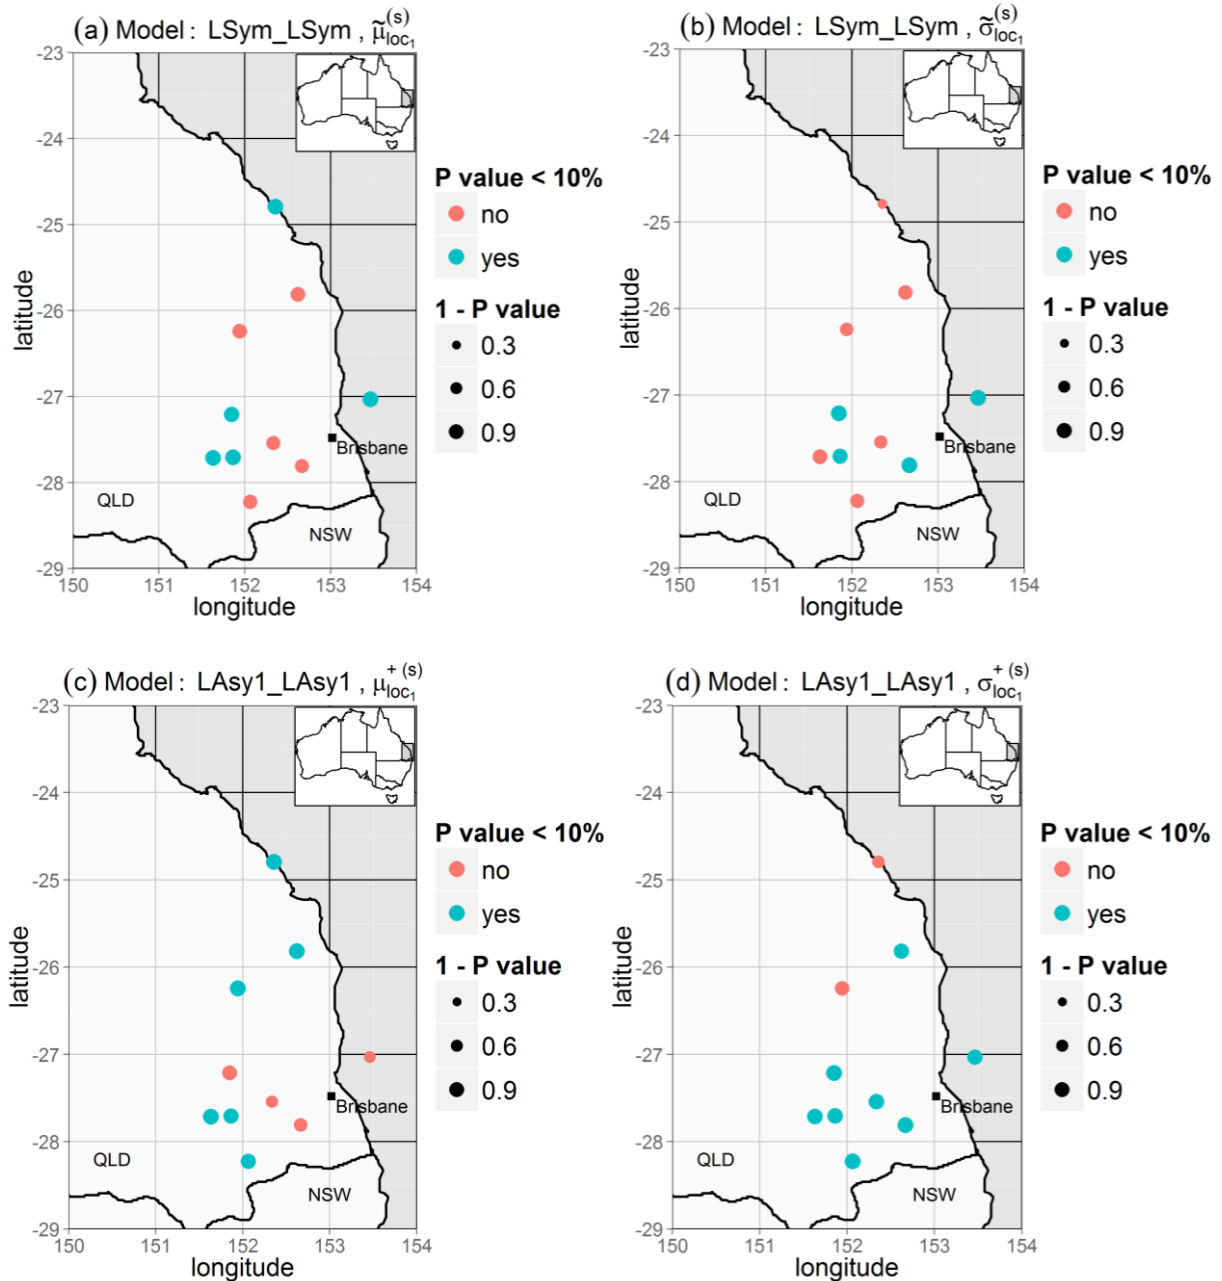 (a) Model : LSym_LSym , μ̃_loc₁^(s)
-23
-24
-25
-26
-27
-28
-29
latitude
150 151 152 153 154
longitude
Brisbane
QLD
NSW
P value < 10%
no
yes
1 - P value
0.3
0.6
0.9
(b) Model : LSym_LSym , σ̃_loc₁^(s)
-23
-24
-25
-26
-27
-28
-29
latitude
150 151 152 153 154
longitude
Brisbane
QLD
NSW
P value < 10%
no
yes
1 - P value
0.3
0.6
0.9
(c) Model : LAsy1_LAsy1 , μ_loc₁^+ (s)
-23
-24
-25
-26
-27
-28
-29
latitude
150 151 152 153 154
longitude
Brisbane
QLD
NSW
P value < 10%
no
yes
1 - P value
0.3
0.6
0.9
(d) Model : LAsy1_LAsy1 , σ_loc₁^+ (s)
-23
-24
-25
-26
-27
-28
-29
latitude
150 151 152 153 154
longitude
Brisbane
QLD
NSW
P value < 10%
no
yes
1 - P value
0.3
0.6
0.9